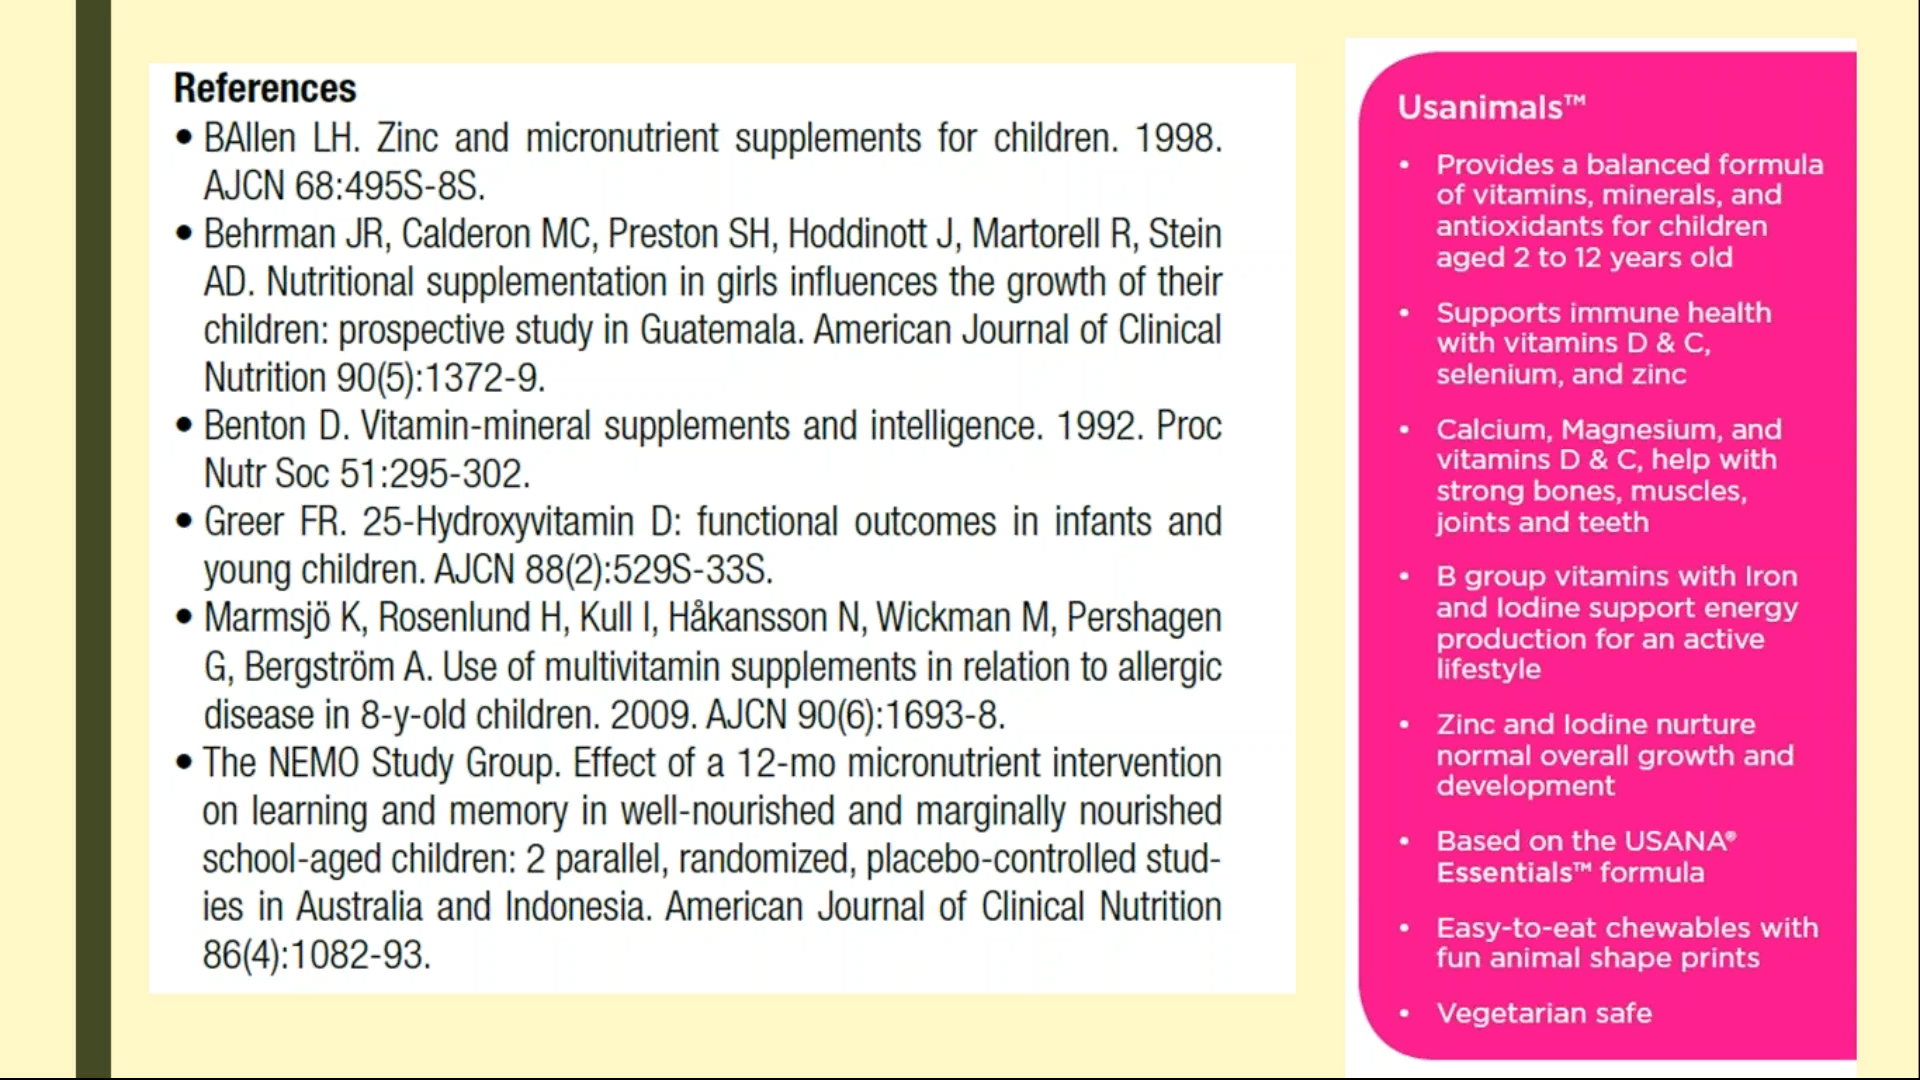 References
• BAllen LH. Zinc and micronutrient supplements for children. 1998.
AJCN 68:495S-8S.
• Behrman JR, Calderon MC, Preston SH, Hoddinott J, Martorell R, Stein
AD. Nutritional supplementation in girls influences the growth of their
children: prospective study in Guatemala. American Journal of Clinical
Nutrition 90(5):1372-9.
• Benton D. Vitamin-mineral supplements and intelligence. 1992. Proc
Nutr Soc 51:295-302.
• Greer FR. 25-Hydroxyvitamin D: functional outcomes in infants and
young children. AJCN 88(2):529S-33S.
• Marmsjö K, Rosenlund H, Kull I, Håkansson N, Wickman M, Pershagen
G, Bergström A. Use of multivitamin supplements in relation to allergic
disease in 8-y-old children. 2009. AJCN 90(6):1693-8.
• The NEMO Study Group. Effect of a 12-mo micronutrient intervention
on learning and memory in well-nourished and marginally nourished
school-aged children: 2 parallel, randomized, placebo-controlled stud-
ies in Australia and Indonesia. American Journal of Clinical Nutrition
86(4):1082-93.
Usanimals™
• Provides a balanced formula
of vitamins, minerals, and
antioxidants for children
aged 2 to 12 years old
• Supports immune health
with vitamins D & C,
selenium, and zinc
• Calcium, Magnesium, and
vitamins D & C, help with
strong bones, muscles,
joints and teeth
• B group vitamins with Iron
and Iodine support energy
production for an active
lifestyle
• Zinc and Iodine nurture
normal overall growth and
development
• Based on the USANA®
Essentials™ formula
• Easy-to-eat chewables with
fun animal shape prints
• Vegetarian safe